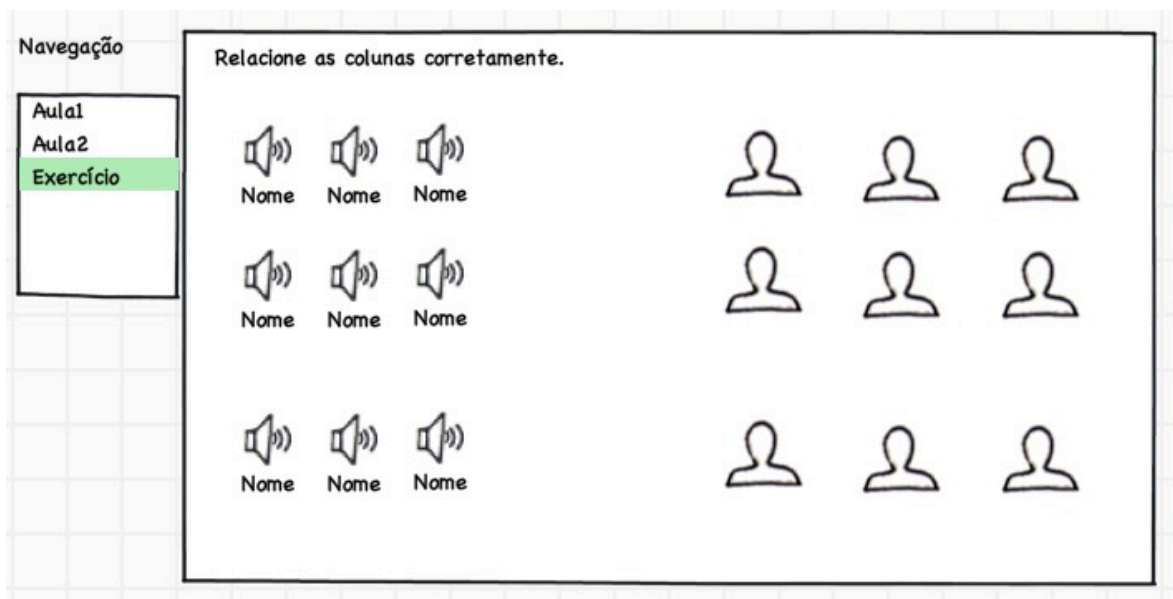 Navegação
Aula1
Aula2
Exercício
Relacione as colunas corretamente.
Nome Nome Nome
Nome Nome Nome
Nome Nome Nome